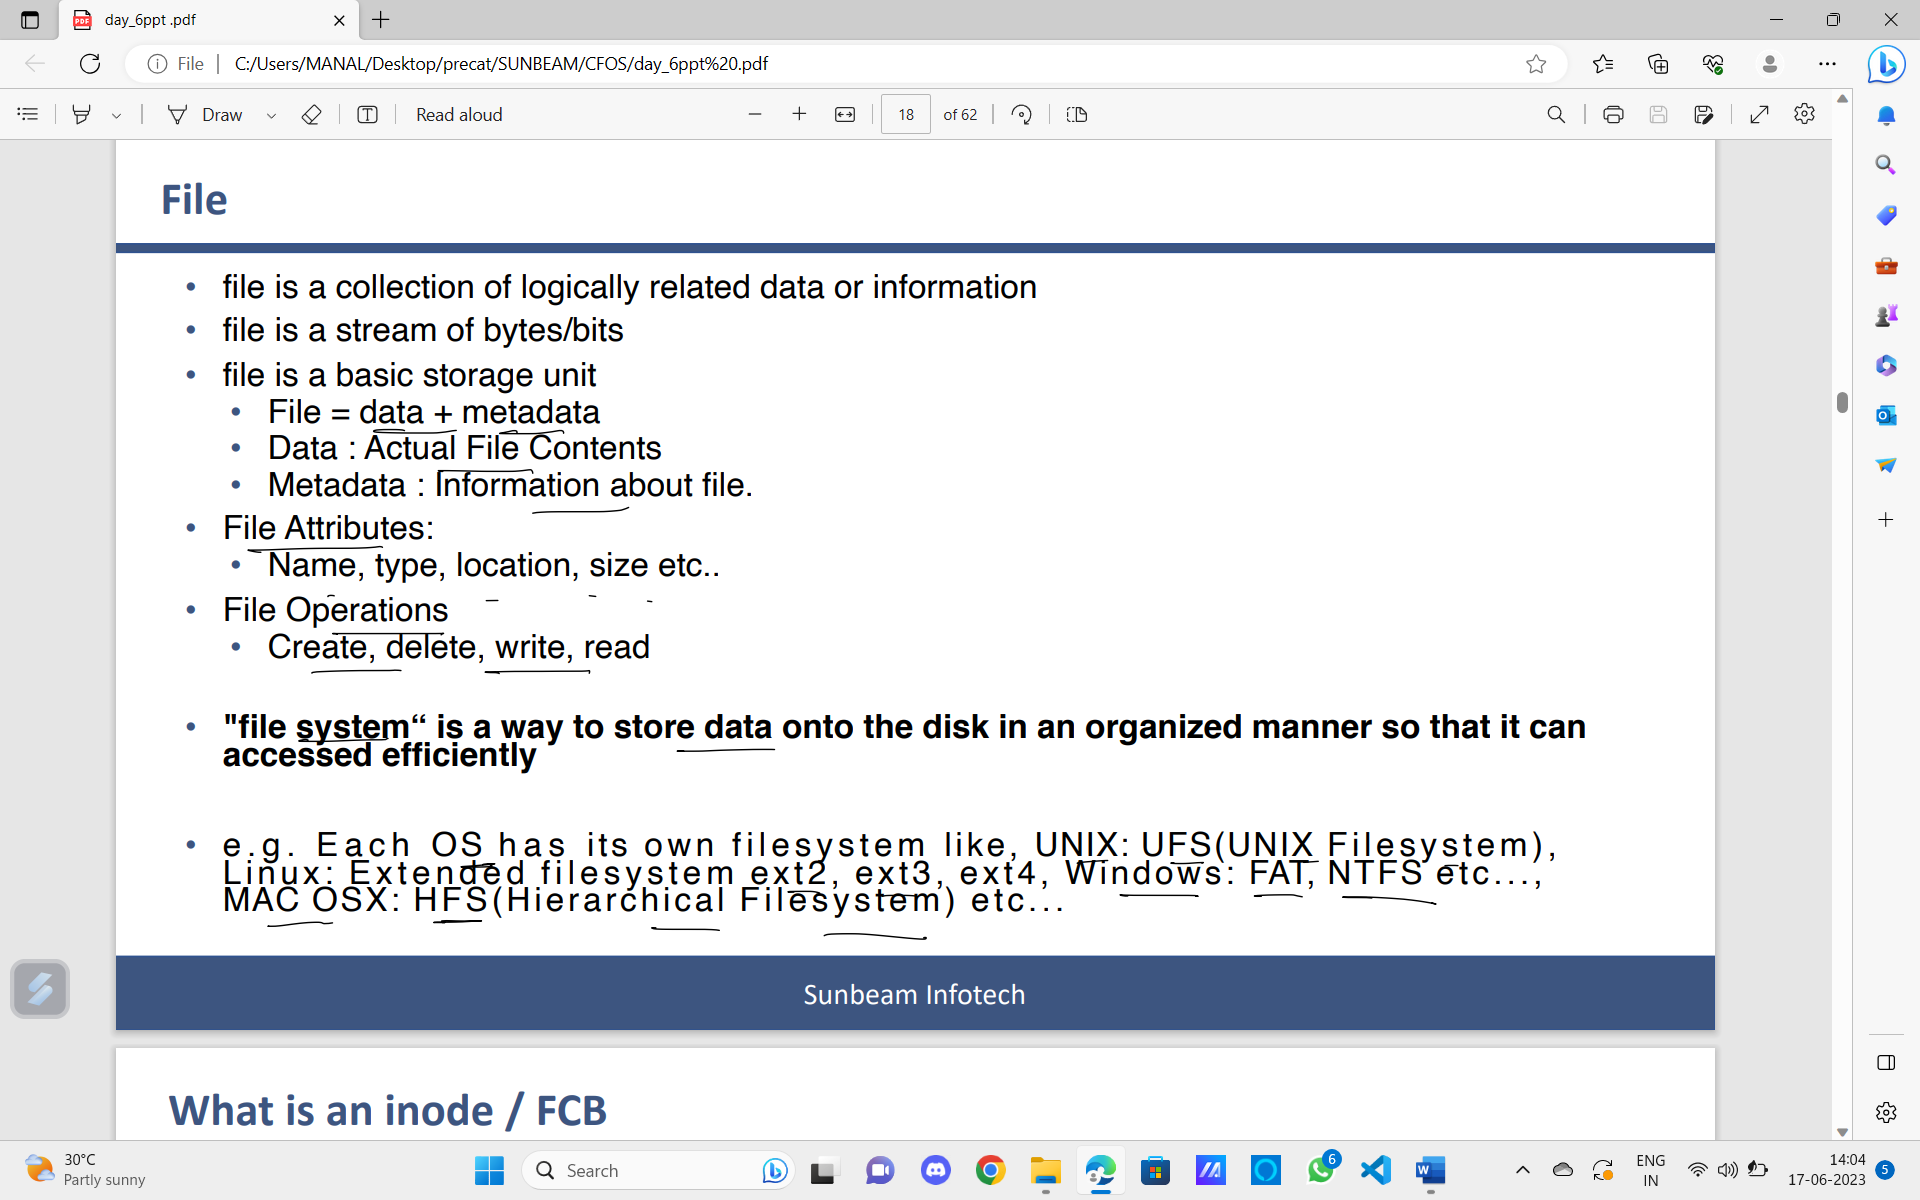 day_6ppt .pdf
File
C:/Users/MANAL/Desktop/precat/SUNBEAM/CFOS/day_6ppt%20.pdf
Draw
Read aloud
18
of 62
File
file is a collection of logically related data or information
file is a stream of bytes/bits
file is a basic storage unit
File = data + metadata
Data : Actual File Contents
Metadata : Information about file.
File Attributes:
Name, type, location, size etc..
File Operations
Create, delete, write, read
"file system“ is a way to store data onto the disk in an organized manner so that it can
accessed efficiently
e.g. Each OS has its own filesystem like, UNIX: UFS(UNIX Filesystem),
Linux: Extended filesystem ext2, ext3, ext4, Windows: FAT, NTFS etc...,
MAC OSX: HFS(Hierarchical Filesystem) etc...
Sunbeam Infotech
What is an inode / FCB
30°C
Partly sunny
Search
6
ENG
IN
14:04
17-06-2023
5